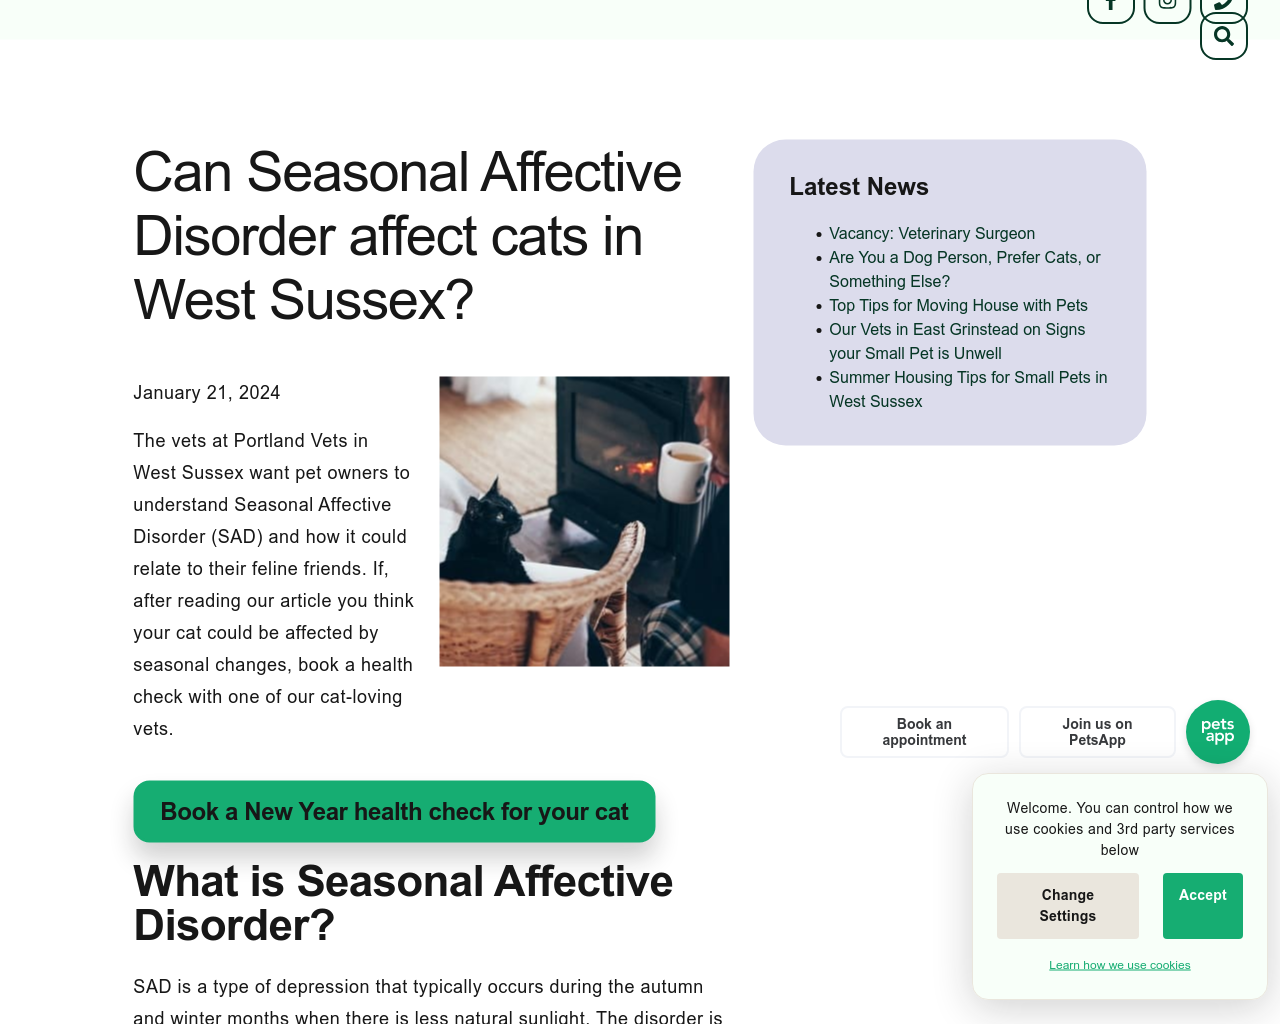 Can Seasonal Affective
Disorder affect cats in
West Sussex?
January 21, 2024
The vets at Portland Vets in
West Sussex want pet owners to
understand Seasonal Affective
Disorder (SAD) and how it could
relate to their feline friends. If,
after reading our article you think
your cat could be affected by
seasonal changes, book a health
check with one of our cat-loving
vets.
Book a New Year health check for your cat
What is Seasonal Affective
Disorder?
SAD is a type of depression that typically occurs during the autumn
and winter months when there is less natural sunlight. The disorder is
Latest News
Vacancy: Veterinary Surgeon
Are You a Dog Person, Prefer Cats, or
Something Else?
Top Tips for Moving House with Pets
Our Vets in East Grinstead on Signs
your Small Pet is Unwell
Summer Housing Tips for Small Pets in
West Sussex
Book an
appointment
Join us on
PetsApp
pets
app
Welcome. You can control how we
use cookies and 3rd party services
below
Change
Settings
Accept
Learn how we use cookies